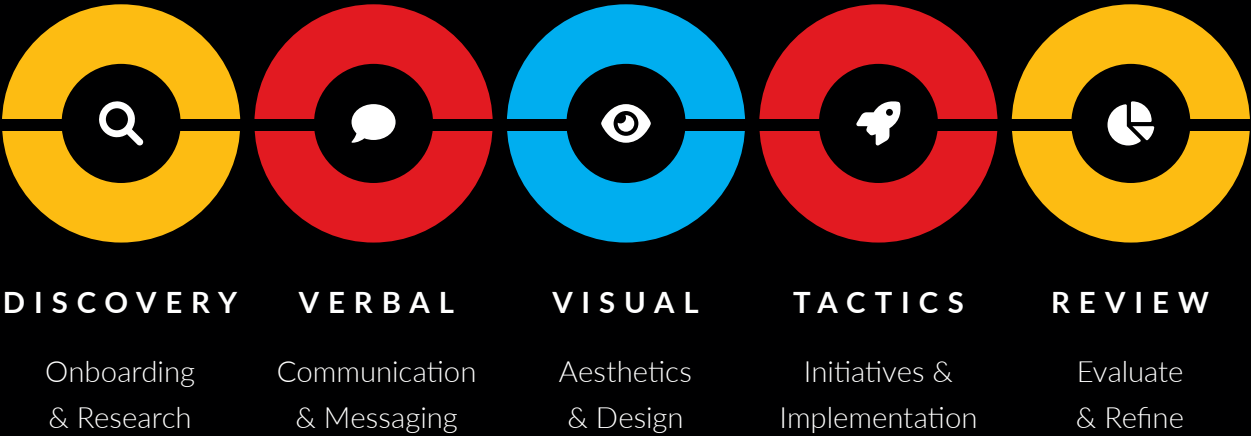 DISCOVERY
Onboarding
& Research
VERBAL
Communication
& Messaging
VISUAL
Aesthetics
& Design
TACTICS
Initiatives &
Implementation
REVIEW
Evaluate
& Refine